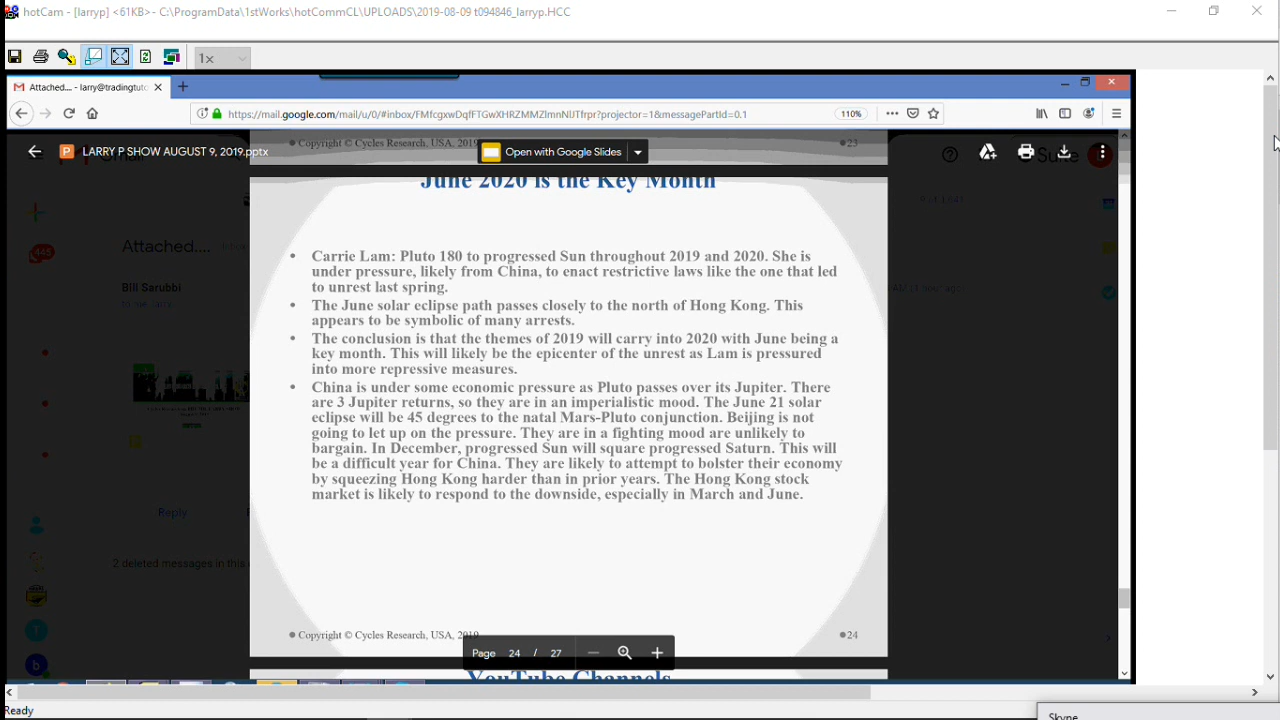 hotCam - [larryp] <61KB>- C:\ProgramData\1stWorks\hotCommCL\UPLOADS\2019-08-09 t094846_larryp.HCC
1x
Attached.... - larry@tradingtuto
https://mail.google.com/mail/u/0/#inbox/FMfcgxwDqfFTGwXHRZMMZlmnNlJTfrpr?projector=1&messagePartId=0.1
110%
Copyright © Cycles Research, USA, 2019
23
LARRY P SHOW AUGUST 9, 2019.pptx
Open with Google Slides
Suite
June 2020 is the Key Month
445
Attached....
Bill Sarubbi
• Carrie Lam: Pluto 180 to progressed Sun throughout 2019 and 2020. She is
under pressure, likely from China, to enact restrictive laws like the one that led
to unrest last spring.
• The June solar eclipse path passes closely to the north of Hong Kong. This
appears to be symbolic of many arrests.
• The conclusion is that the themes of 2019 will carry into 2020 with June being a
key month. This will likely be the epicenter of the unrest as Lam is pressured
into more repressive measures.
• China is under some economic pressure as Pluto passes over its Jupiter. There
are 3 Jupiter returns, so they are in an imperialistic mood. The June 21 solar
eclipse will be 45 degrees to the natal Mars-Pluto conjunction. Beijing is not
going to let up on the pressure. They are in a fighting mood are unlikely to
bargain. In December, progressed Sun will square progressed Saturn. This will
be a difficult year for China. They are likely to attempt to bolster their economy
by squeezing Hong Kong harder than in prior years. The Hong Kong stock
market is likely to respond to the downside, especially in March and June.
Reply
2 deleted messages in this
Copyright © Cycles Research, USA, 2019
24
Page 24 / 27
YouTube Channels
Ready
Skype